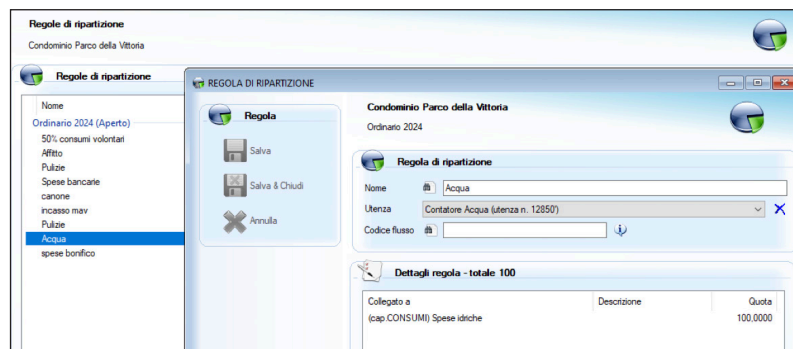 Regole di ripartizione
Condominio Parco della Vittoria
Regole di ripartizione
Nome
Ordinario 2024 (Aperto)
50% consumi volontari
Affitto
Pulizie
Spese bancarie
canone
incasso mav
Pulizie
Acqua
spese bonifico
REGOLA DI RIPARTIZIONE
Regola
Salva
Salva & Chiudi
Annulla
Condominio Parco della Vittoria
Ordinario 2024
Regola di ripartizione
Nome Acqua
Utenza Contatore Acqua (utenza n. 12850')
Codice flusso
Dettagli regola - totale 100
Collegato a Descrizione Quota
(cap.CONSUMI) Spese idriche 100,0000